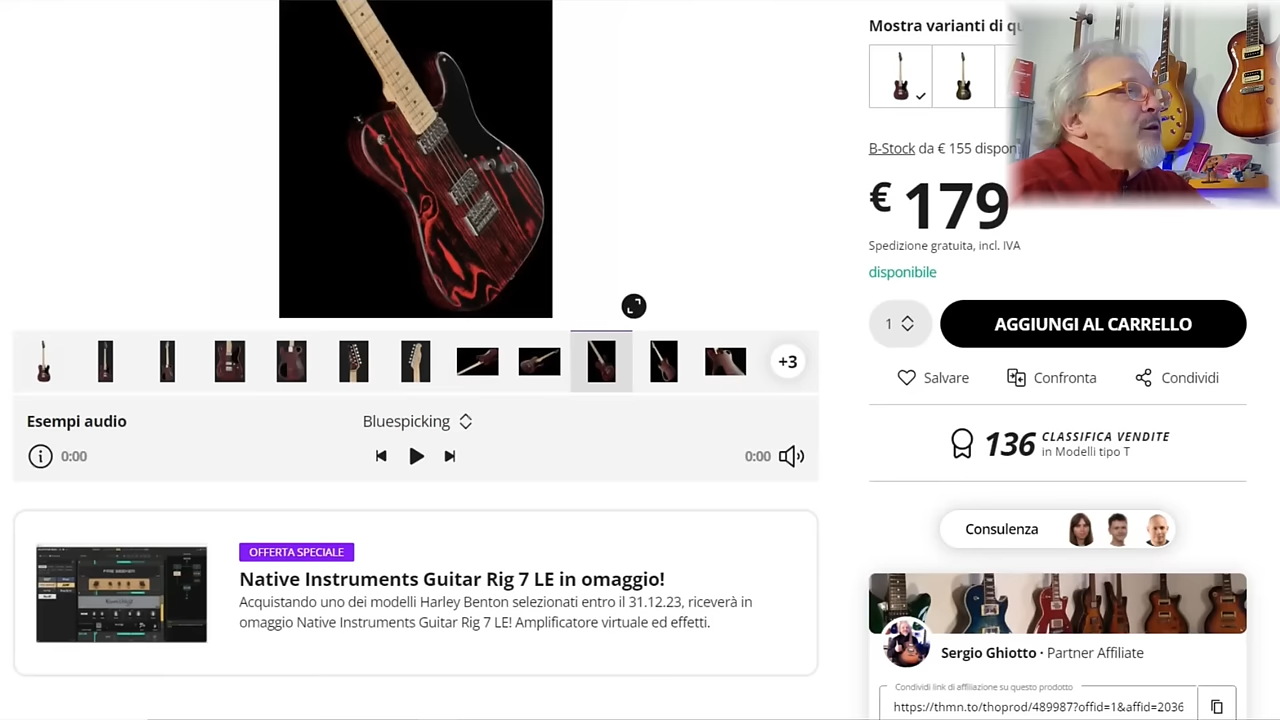 Mostra varianti di qu
B-Stock da € 155 dispon
€ 179
Spedizione gratuita, incl. IVA
disponibile
1
AGGIUNGI AL CARRELLO
Salvare
Confronta
Condividi
136 CLASSIFICA VENDITE
in Modelli tipo T
Consulenza
Sergio Ghiotto · Partner Affiliate
Condividi link di affiliazione su questo prodotto
https://thmn.to/thoprod/489987?offid=1&affid=2036
+3
Esempi audio
Bluespicking
0:00
0:00
OFFERTA SPECIALE
Native Instruments Guitar Rig 7 LE in omaggio!
Acquistando uno dei modelli Harley Benton selezionati entro il 31.12.23, riceverà in
omaggio Native Instruments Guitar Rig 7 LE! Amplificatore virtuale ed effetti.